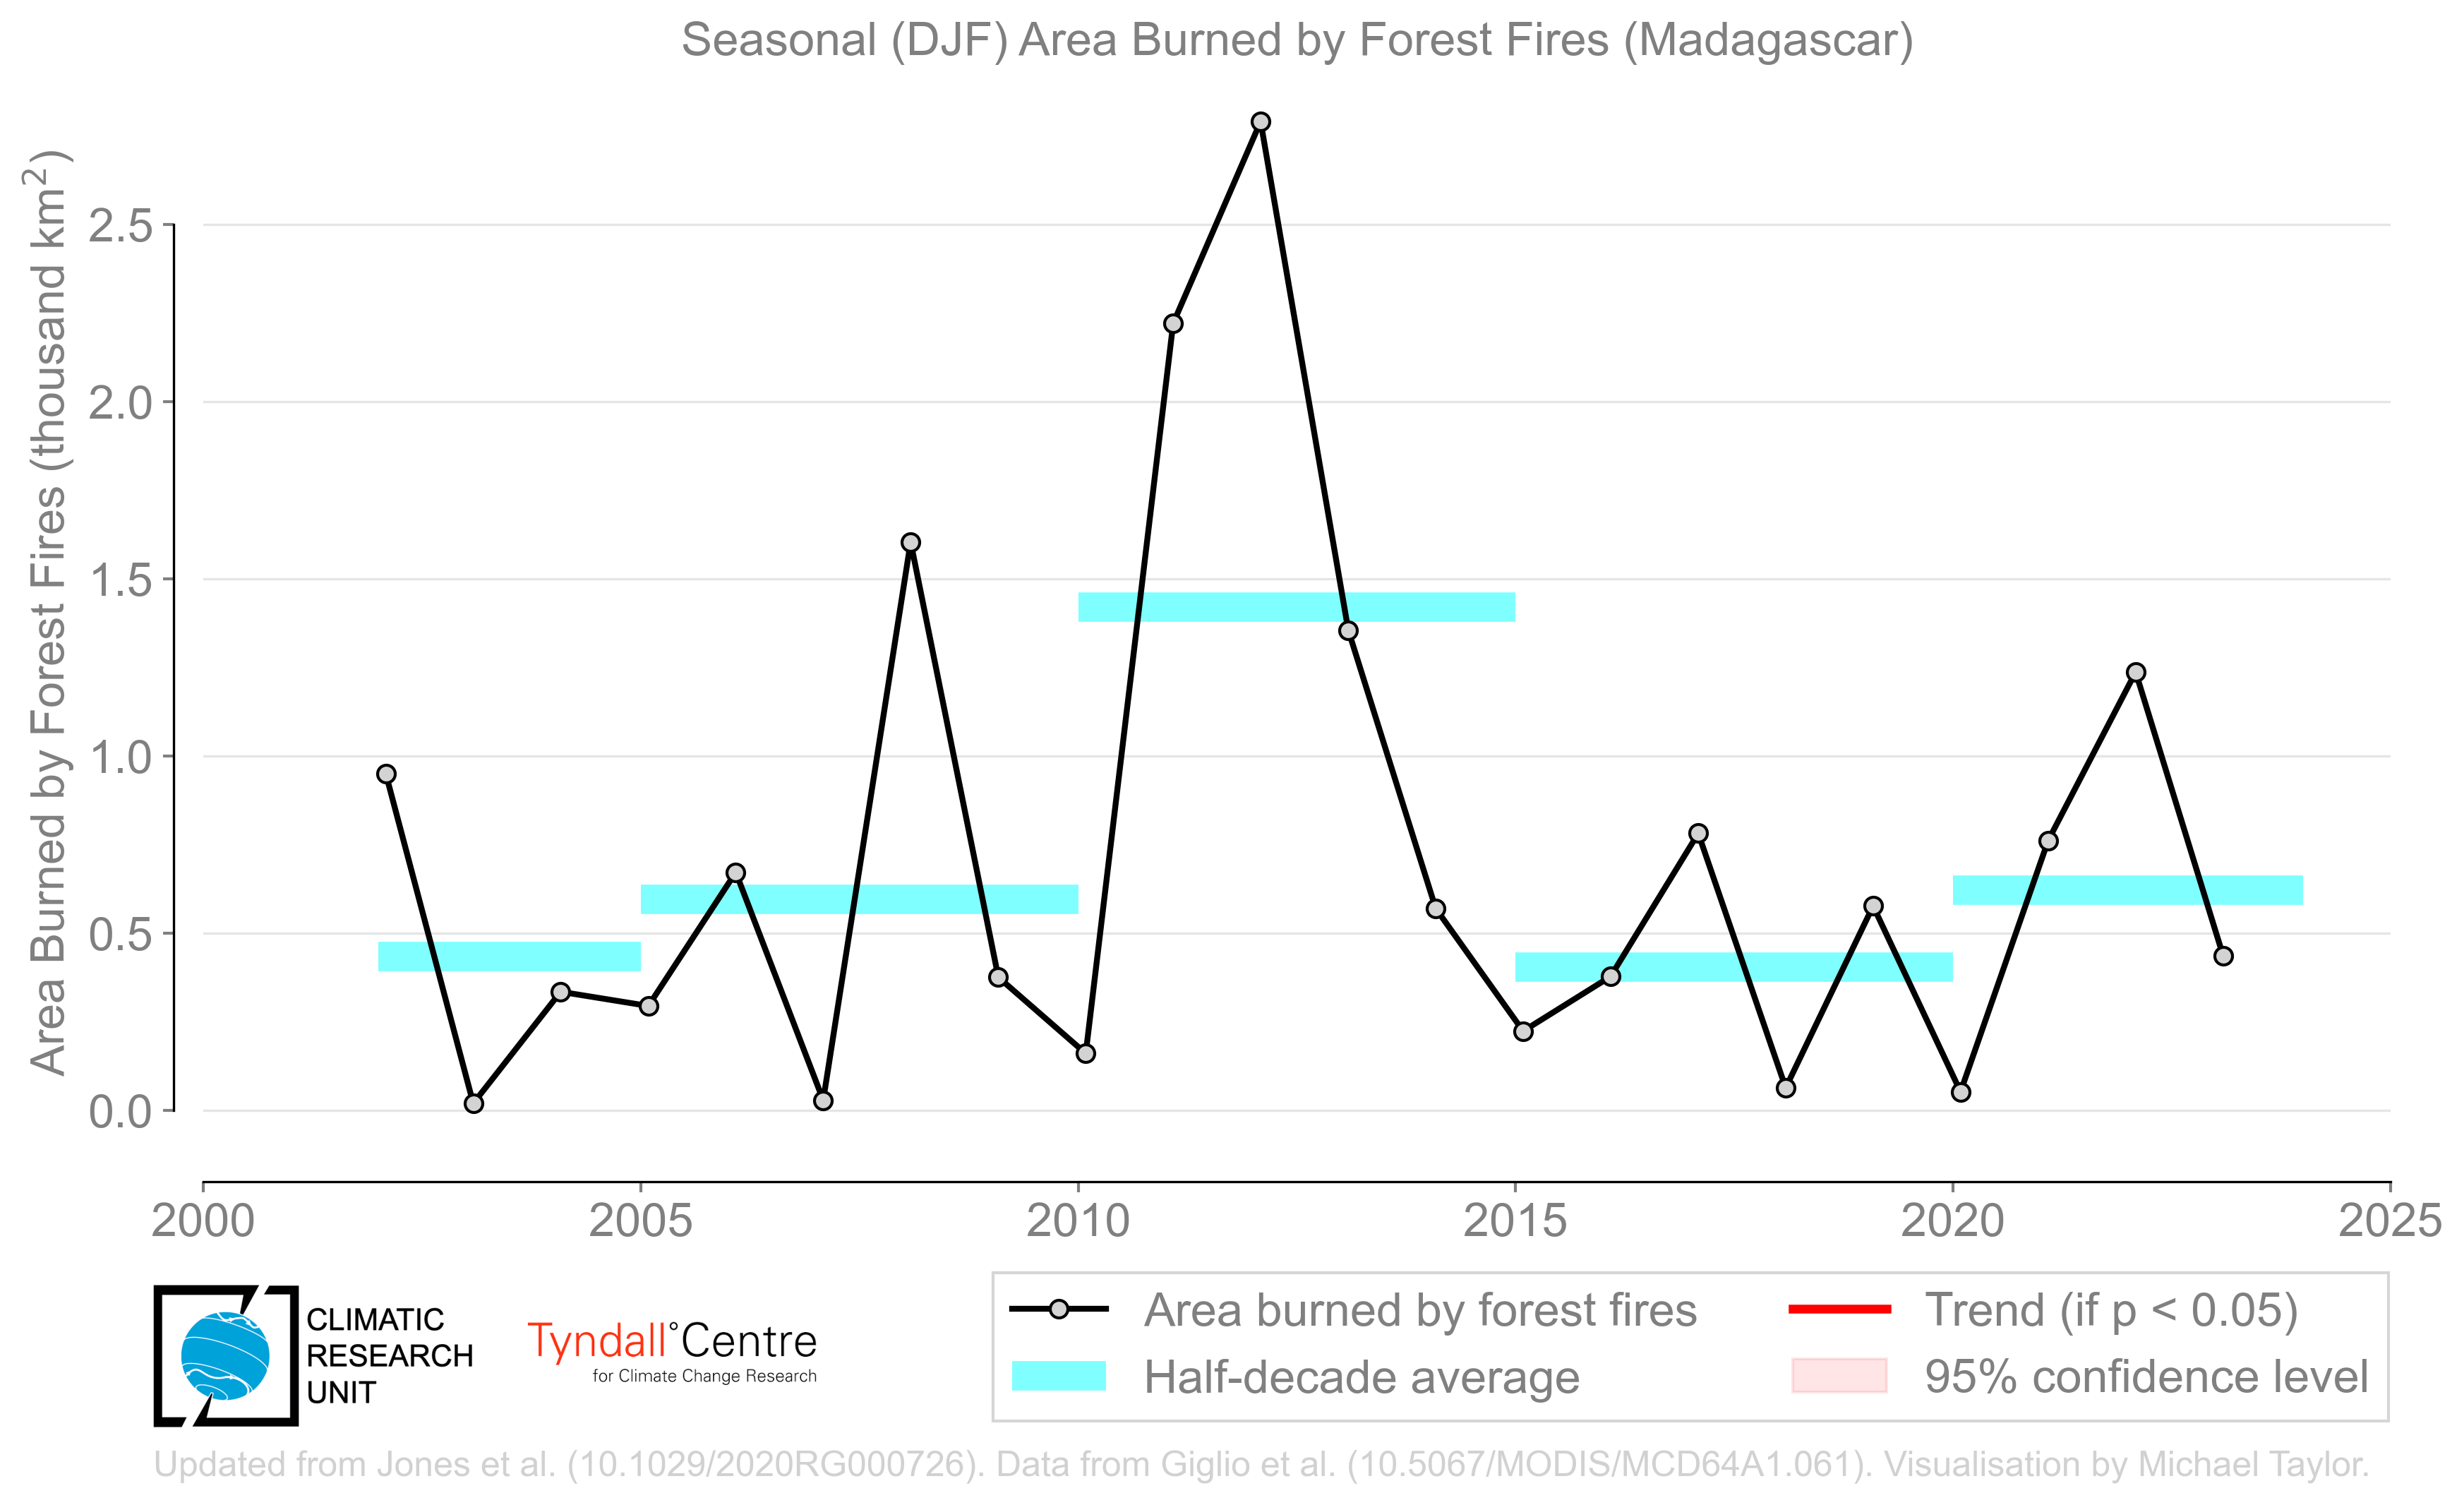 Seasonal (DJF) Area Burned by Forest Fires (Madagascar)
Area Burned by Forest Fires (thousand km²)
2.5
2.0
1.5
1.0
0.5
0.0
2000 2005 2010 2015 2020 2025
CLIMATIC
RESEARCH
UNIT
Tyndall°Centre
for Climate Change Research
Area burned by forest fires
Half-decade average
Trend (if p < 0.05)
95% confidence level
Updated from Jones et al. (10.1029/2020RG000726). Data from Giglio et al. (10.5067/MODIS/MCD64A1.061). Visualisation by Michael Taylor.